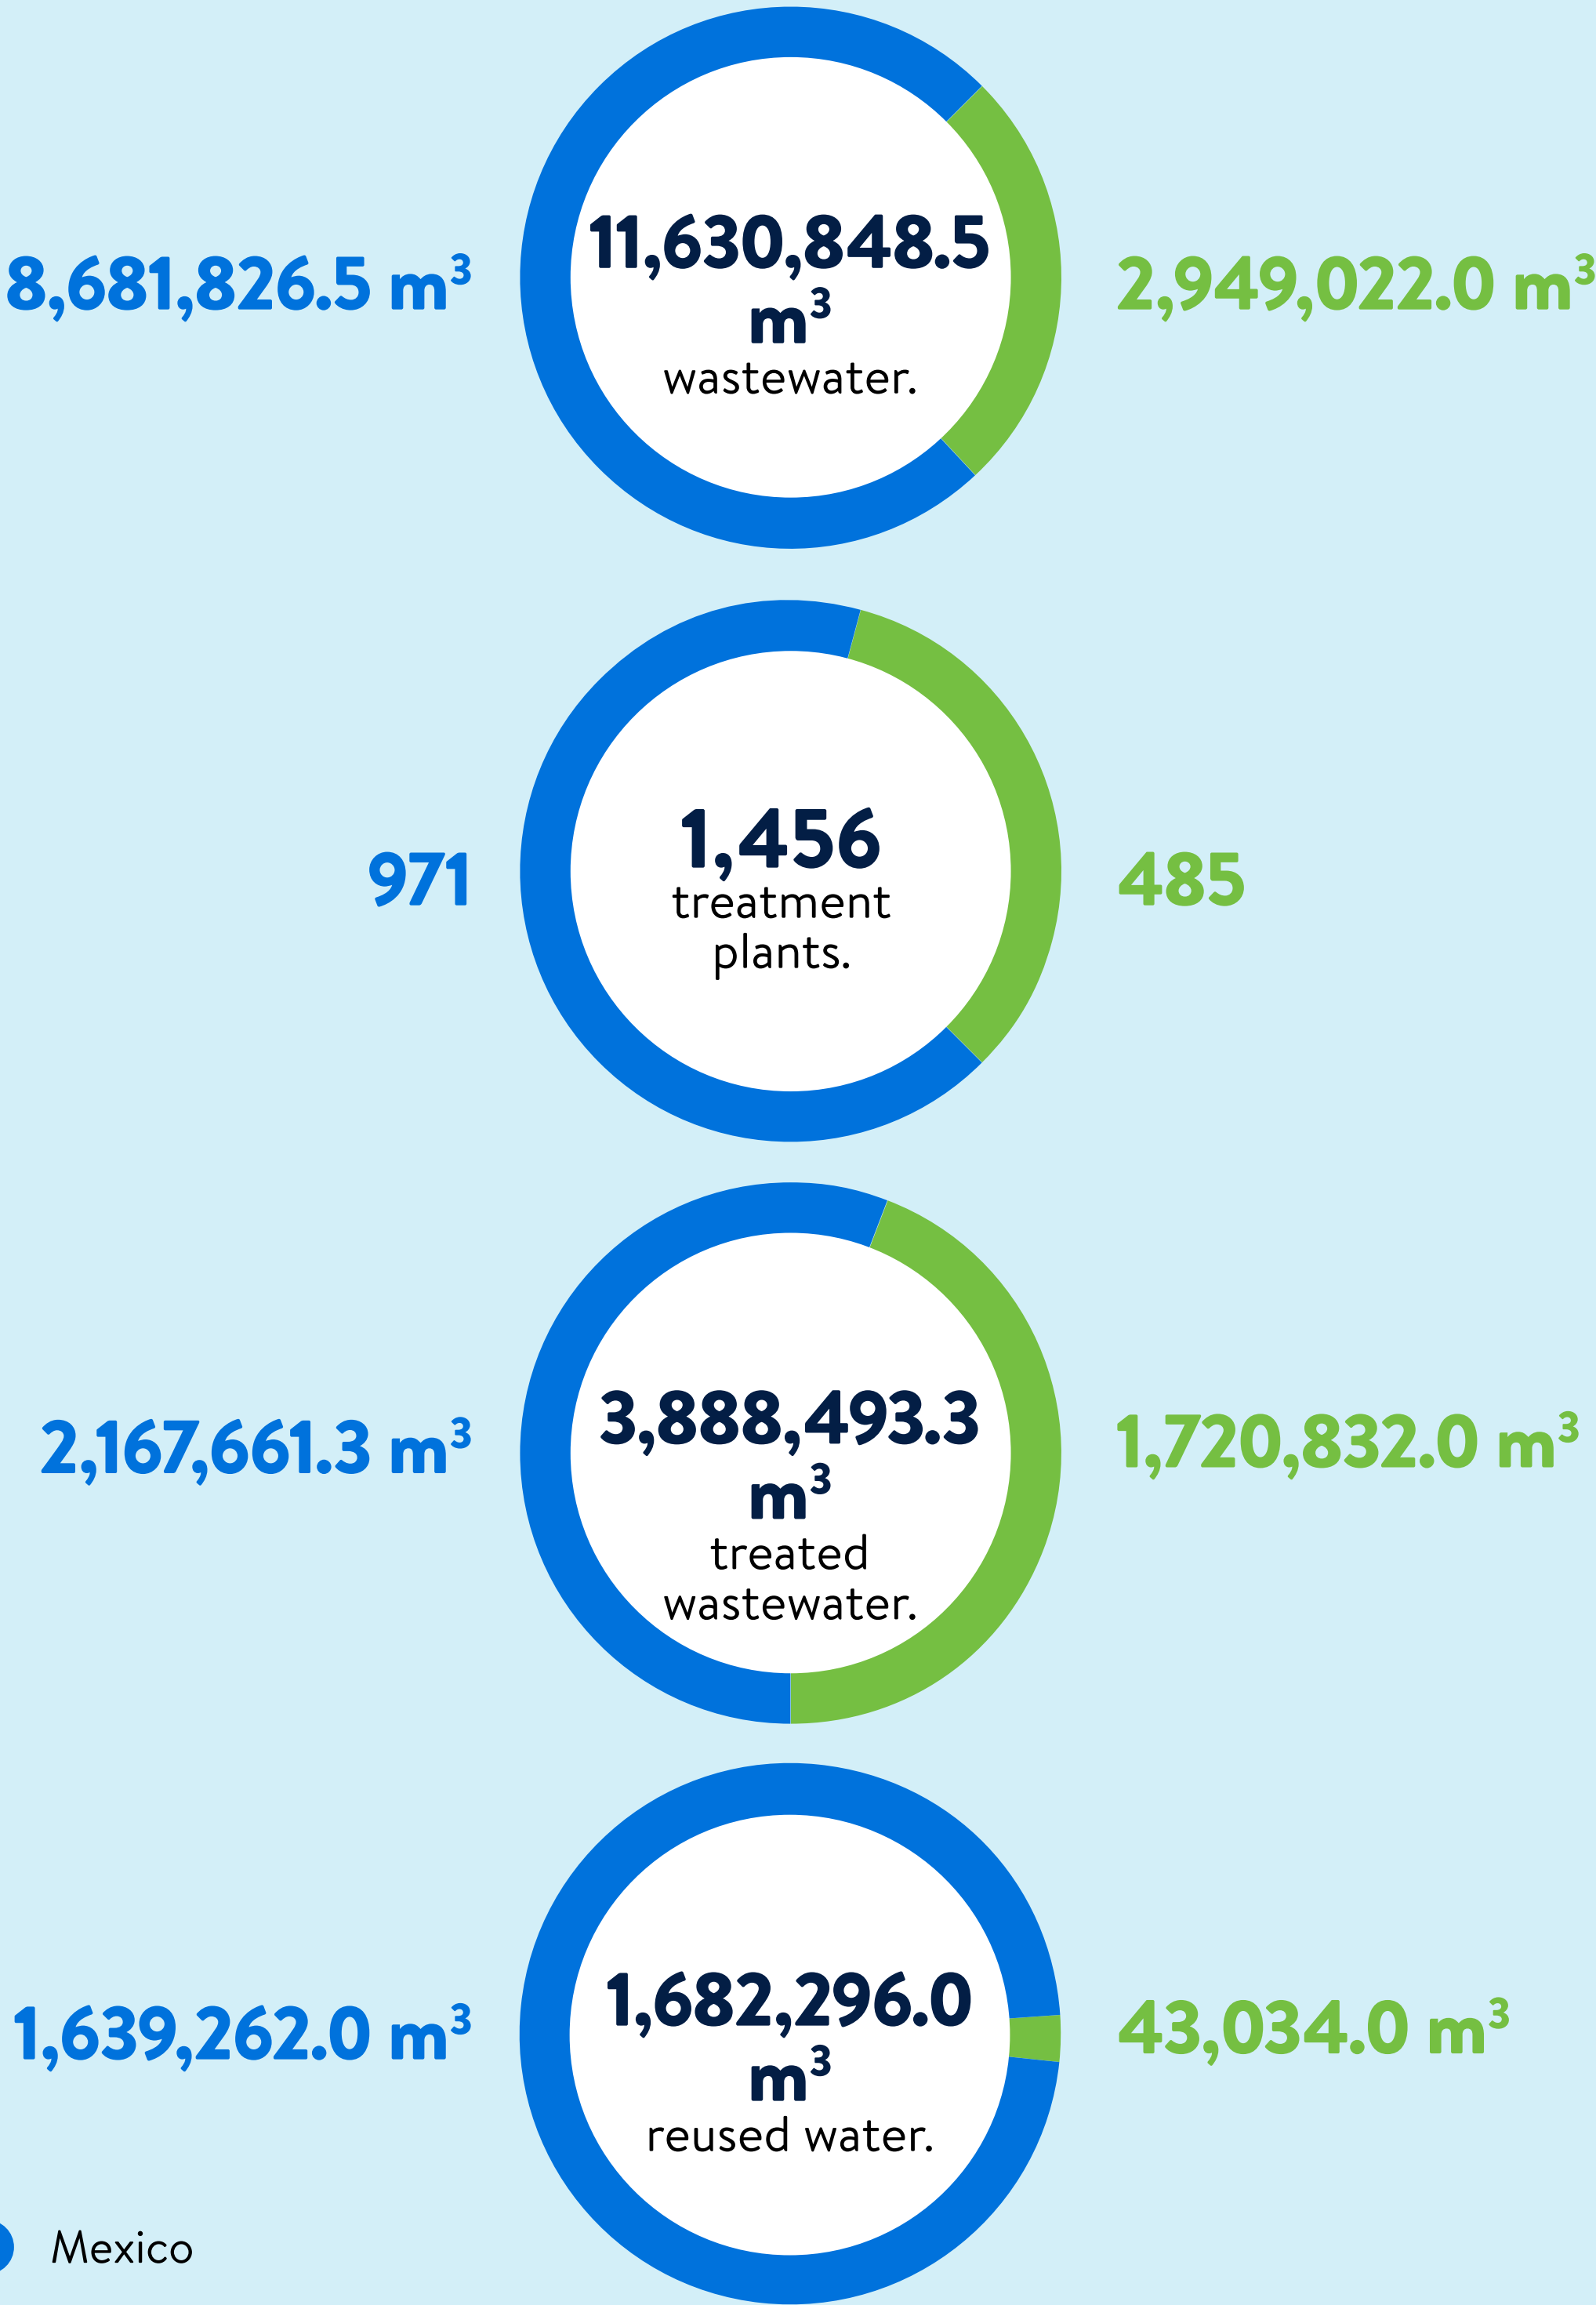 11,630,848.5
m³
wastewater.
8,681,826.5 m³
2,949,022.0 m³
1,456
treatment
plants.
971
485
3,888,493.3
m³
treated
wastewater.
2,167,661.3 m³
1,720,832.0 m³
1,682,296.0
m³
reused water.
1,639,262.0 m³
43,034.0 m³
Mexico